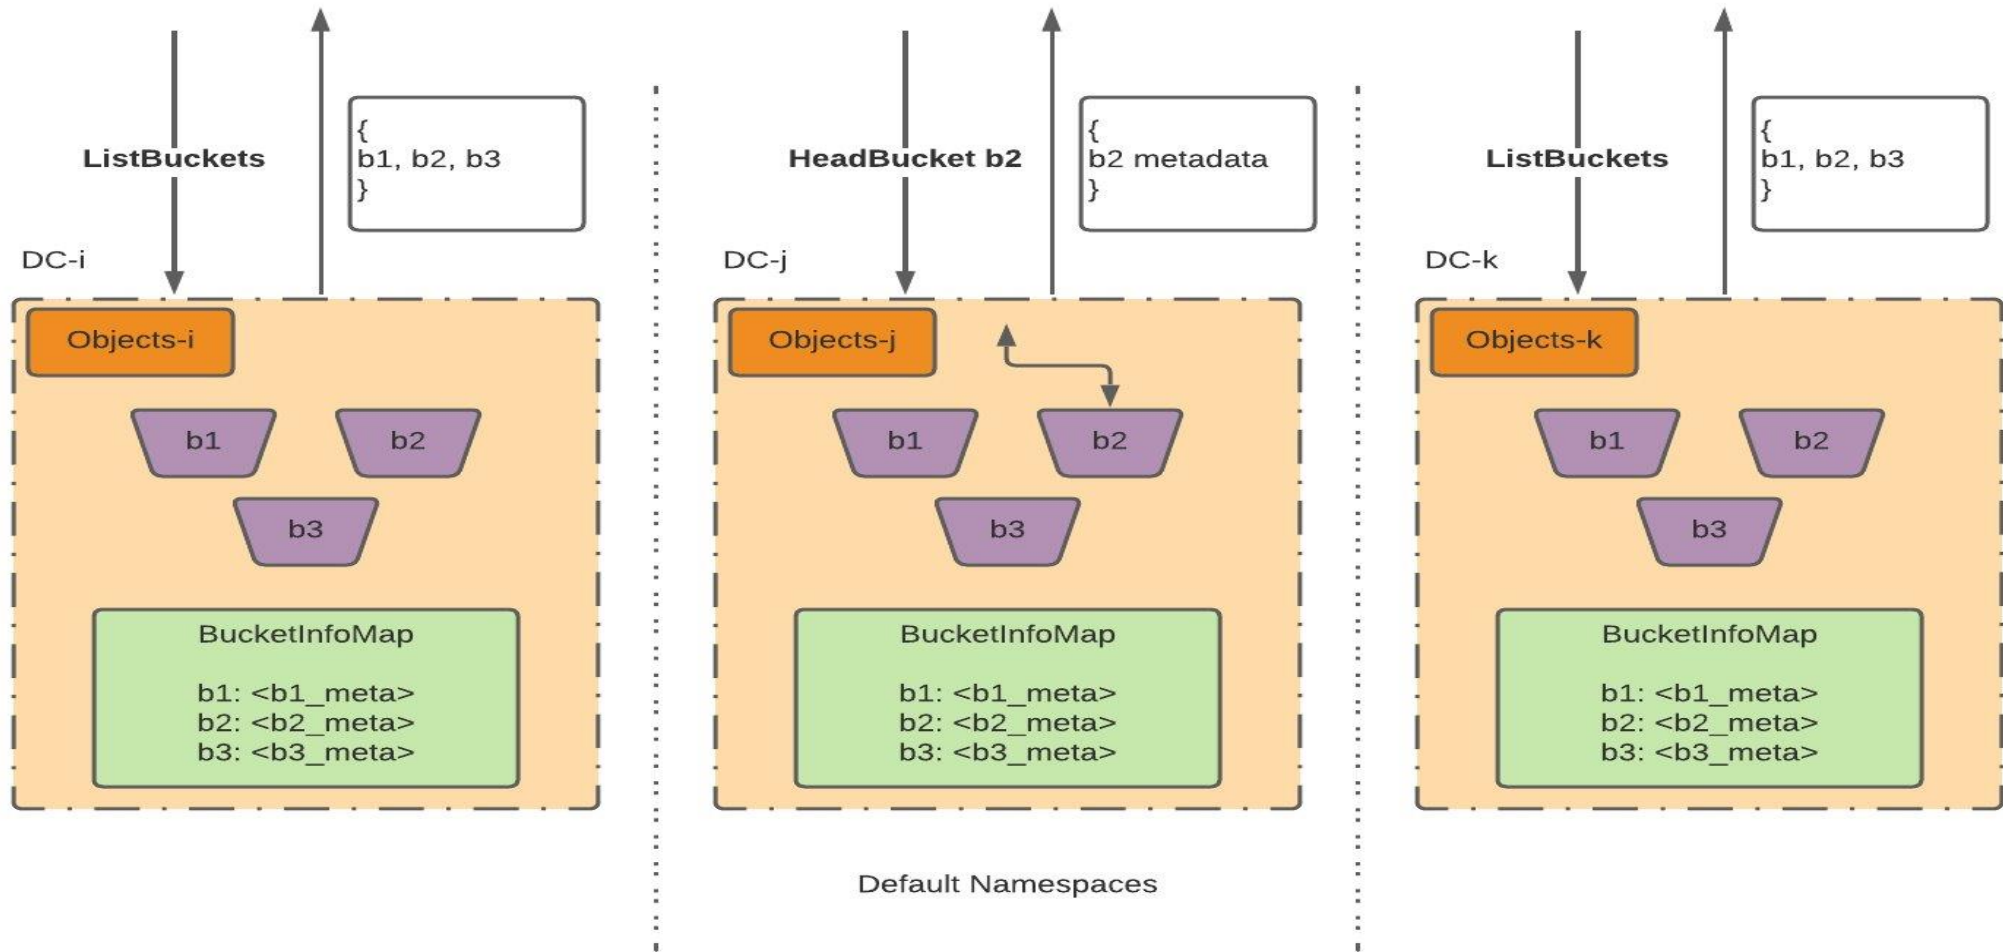 ListBuckets
{
b1, b2, b3
}
DC-i
Objects-i
b1
b2
b3
BucketInfoMap
b1: <b1_meta>
b2: <b2_meta>
b3: <b3_meta>
HeadBucket b2
{
b2 metadata
}
DC-j
Objects-j
b1
b2
b3
BucketInfoMap
b1: <b1_meta>
b2: <b2_meta>
b3: <b3_meta>
Default Namespaces
ListBuckets
{
b1, b2, b3
}
DC-k
Objects-k
b1
b2
b3
BucketInfoMap
b1: <b1_meta>
b2: <b2_meta>
b3: <b3_meta>